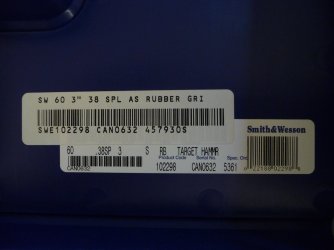 SW 60 3" 38 SPL AS RUBBER GRI
SWE102298 CAN0632 457930S
Smith&Wesson
60 38SP 3 S RB TARGET HAMMR
Product Code Serial No. Spec. Ord
CAN0632 102298 CAN0632 5361